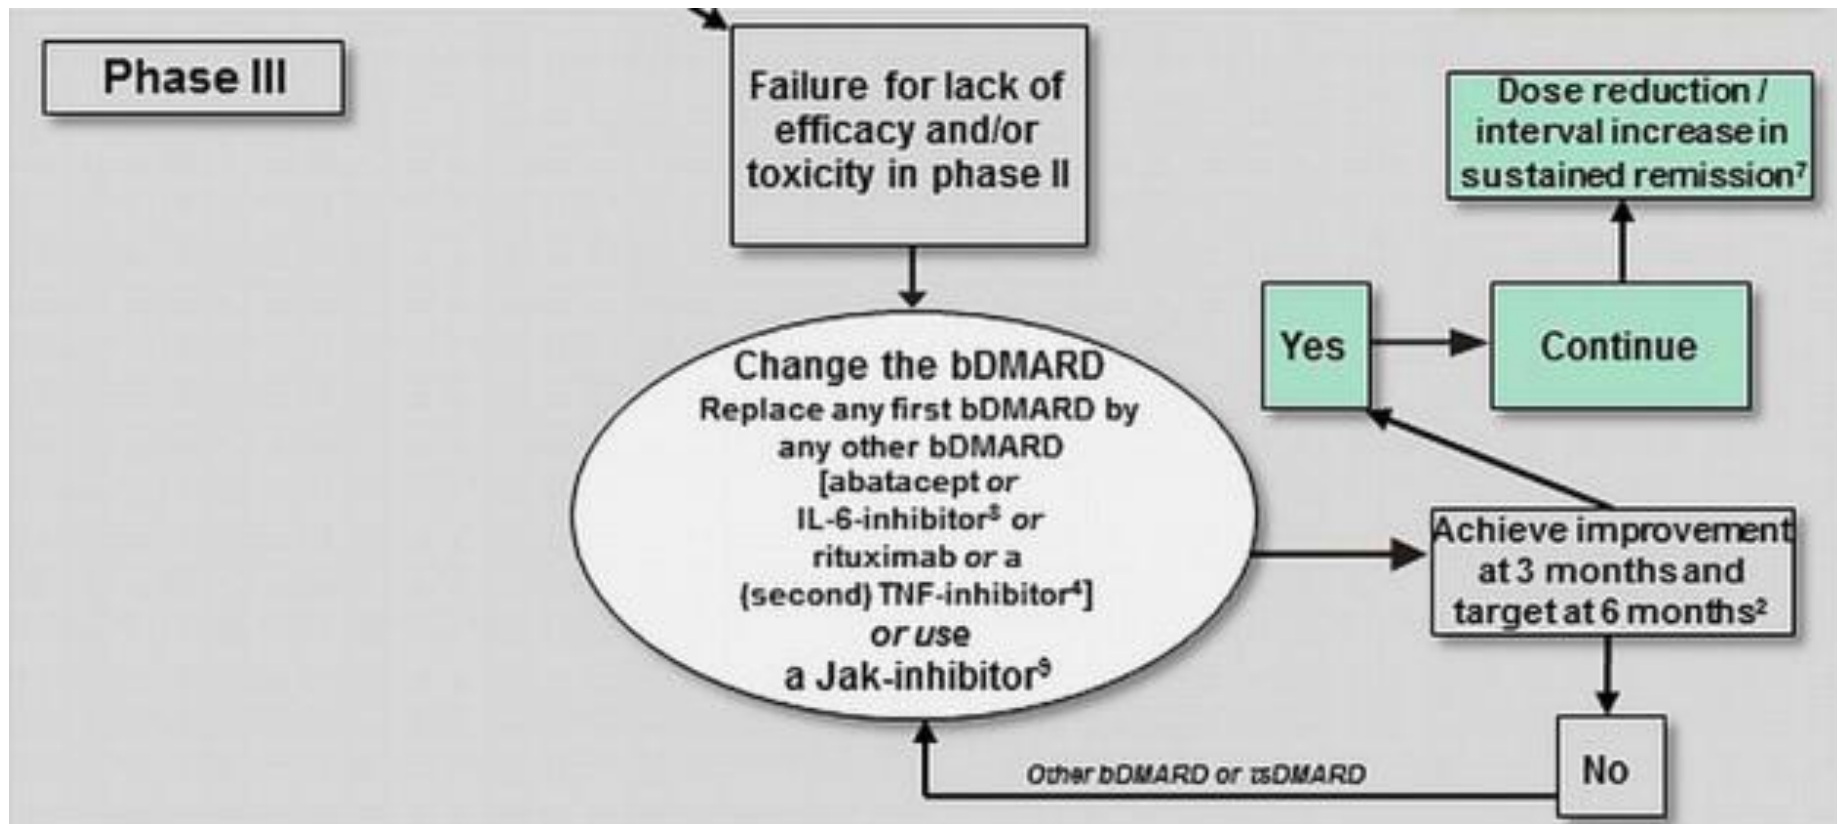 Phase III
Failure for lack of
efficacy and/or
toxicity in phase II
Dose reduction /
interval increase in
sustained remission⁷
Yes
Continue
Change the bDMARD
Replace any first bDMARD by
any other bDMARD
[abatacept or
IL-6-inhibitor⁸ or
rituximab or a
(second) TNF-inhibitor⁴]
or use
a Jak-inhibitor⁹
Achieve improvement
at 3 months and
target at 6 months²
No
Other bDMARD or tsDMARD